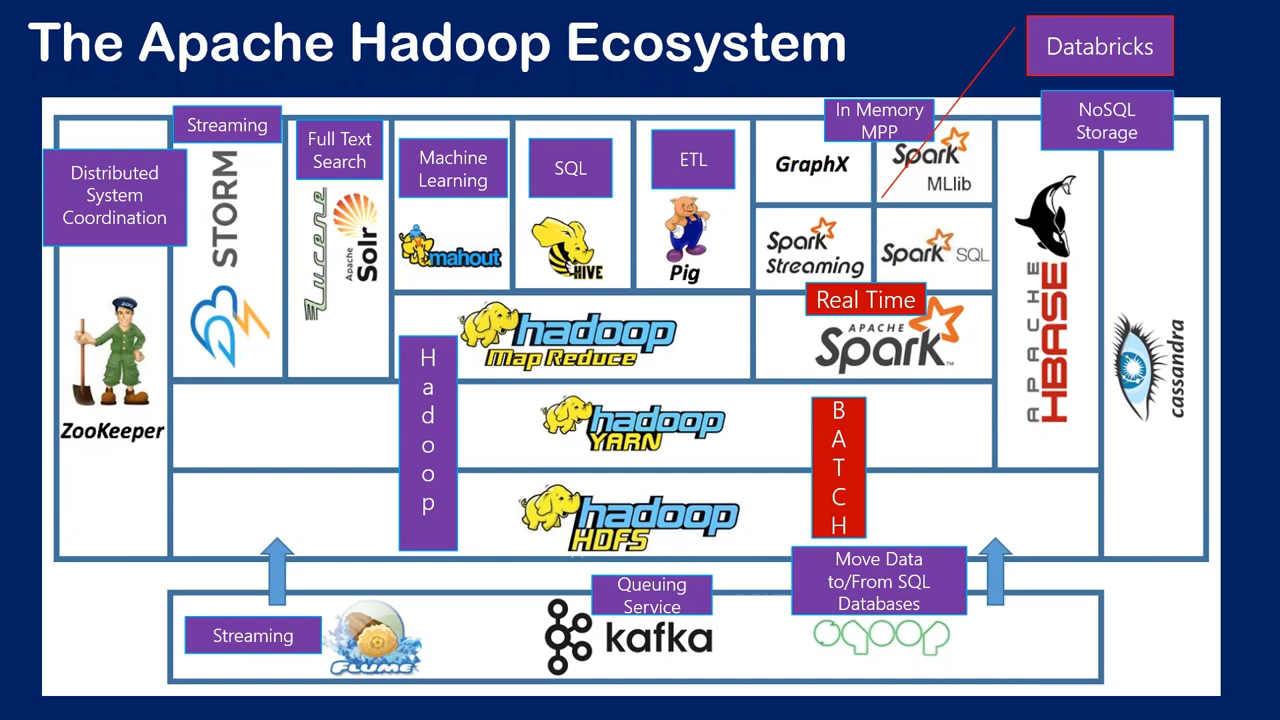 The Apache Hadoop Ecosystem
Databricks
Distributed
System
Coordination
ZooKeeper
Streaming
STORM
Full Text
Search
Lucene
Apache
Solr
Machine
Learning
mahout
SQL
HIVE
ETL
Pig
In Memory
MPP
GraphX
Spark
MLlib
Spark
Streaming
Spark SQL
NoSQL
Storage
APACHE
HBASE
cassandra
Hadoop
hadoop
Map Reduce
Real Time
APACHE
Spark™
hadoop
YARN
BATCH
hadoop
HDFS
Streaming
FLUME
Queuing
Service
kafka
Move Data
to/From SQL
Databases
sqoop